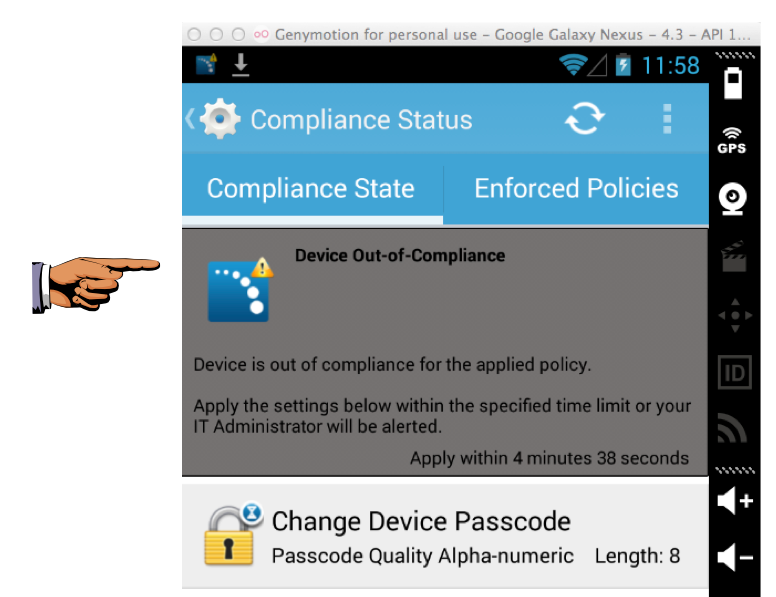 Genymotion for personal use – Google Galaxy Nexus – 4.3 – API 1...
11:58
Compliance Status
GPS
Compliance State
Enforced Policies
Device Out-of-Compliance
Device is out of compliance for the applied policy.
ID
Apply the settings below within the specified time limit or your
IT Administrator will be alerted.
Apply within 4 minutes 38 seconds
Change Device Passcode
Passcode Quality Alpha-numeric Length: 8